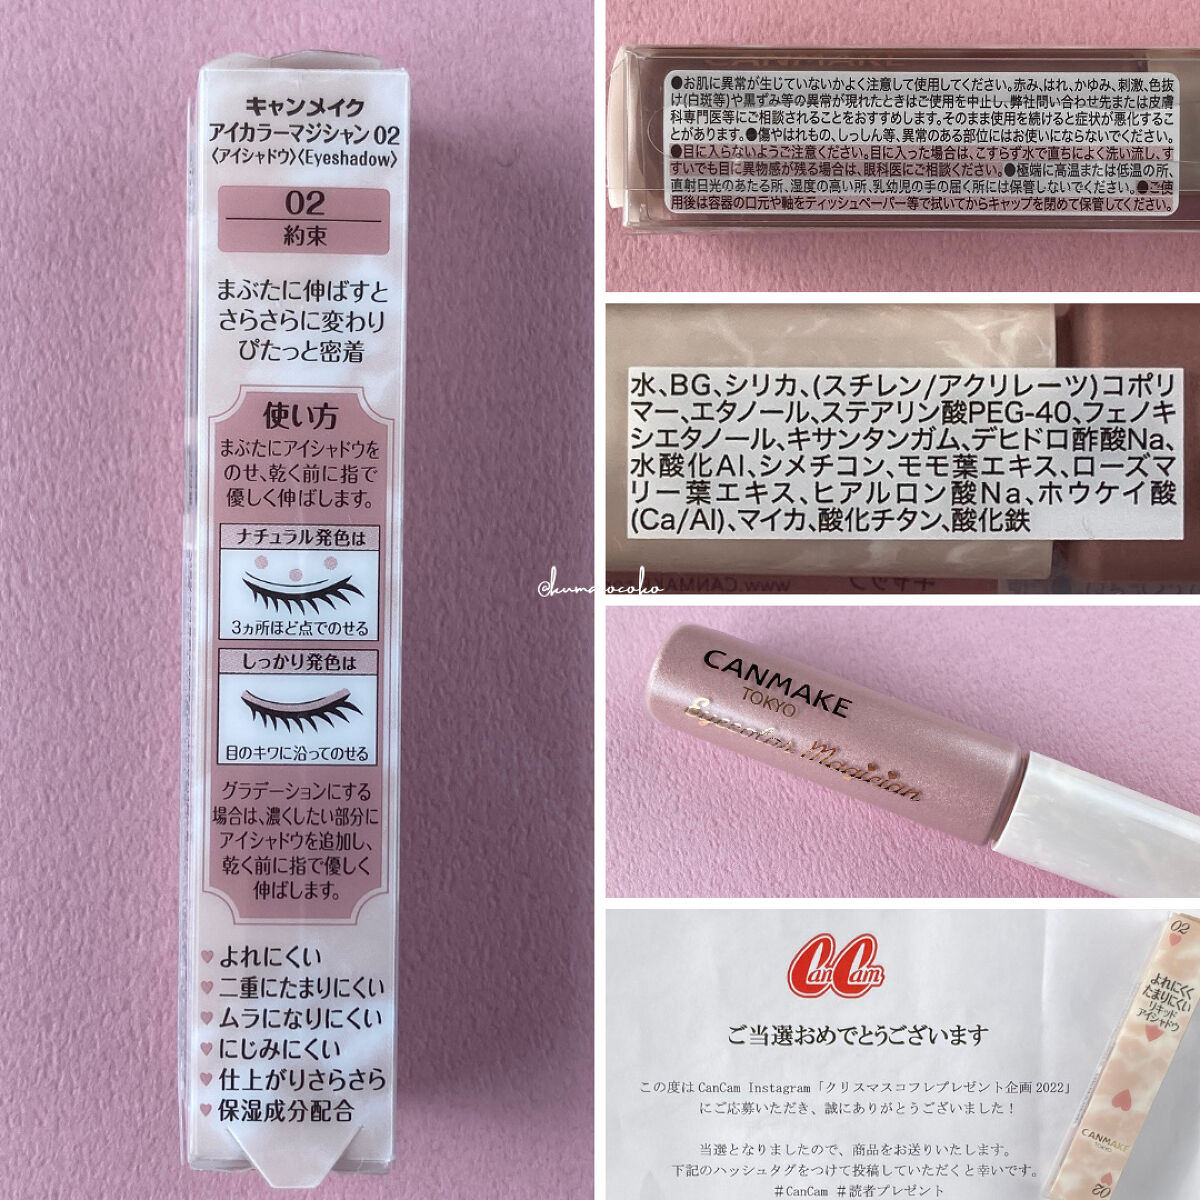 キャンメイク
アイカラーマジシャン02
〈アイシャドウ〉〈Eyeshadow〉
02
約束
まぶたに伸ばすと
さらさらに変わり
ぴたっと密着
使い方
まぶたにアイシャドウを
のせ、乾く前に指で
優しく伸ばします。
ナチュラル発色は
3ヵ所ほど点でのせる
しっかり発色は
目のキワに沿ってのせる
グラデーションにする
場合は、濃くしたい部分に
アイシャドウを追加し、
乾く前に指で優しく
伸ばします。
よれにくい
二重にたまりにくい
ムラになりにくい
にじみにくい
仕上がりさらさら
保湿成分配合
@kumacocoko
CANMAKE
●お肌に異常が生じていないかよく注意して使用してください。赤み、はれ、かゆみ、刺激、色抜
け(白斑等)や黒ずみ等の異常が現れたときはご使用を中止し、弊社問い合わせ先または皮膚
科専門医等にご相談されることをおすすめします。そのまま使用を続けると症状が悪化するこ
とがあります。●傷やはれもの、しっしん等、異常のある部位にはお使いにならないでください。
●目に入らないようご注意ください。目に入った場合は、こすらず水で直ちによく洗い流し、す
すいでも目に異物感が残る場合は、眼科医にご相談ください。●極端に高温または低温の所、
直射日光のあたる所、湿度の高い所、乳幼児の手の届く所には保管しないでください。●ご使
用後は容器の口元や軸をティッシュペーパー等で拭いてからキャップを閉めて保管してください。
水、BG、シリカ、(スチレン/アクリレーツ)コポリ
マー、エタノール、ステアリン酸PEG-40、フェノキ
シエタノール、キサンタンガム、デヒドロ酢酸Na、
水酸化Al、シメチコン、モモ葉エキス、ローズマ
リー葉エキス、ヒアルロン酸Na、ホウケイ酸
(Ca/Al)、マイカ、酸化チタン、酸化鉄
CANMAKE
TOKYO
Eyecolor Magician
CanCam
ご当選おめでとうございます
この度はCanCam Instagram「クリスマスコフレプレゼント企画2022」
にご応募いただき、誠にありがとうございました！
当選となりましたので、商品をお送りいたします。
下記のハッシュタグをつけて投稿していただくと幸いです。
＃CanCam ＃読者プレゼント
02
よれにくく
たまりにくい
リキッド
アイシャドウ
CANMAKE
TOKYO
02